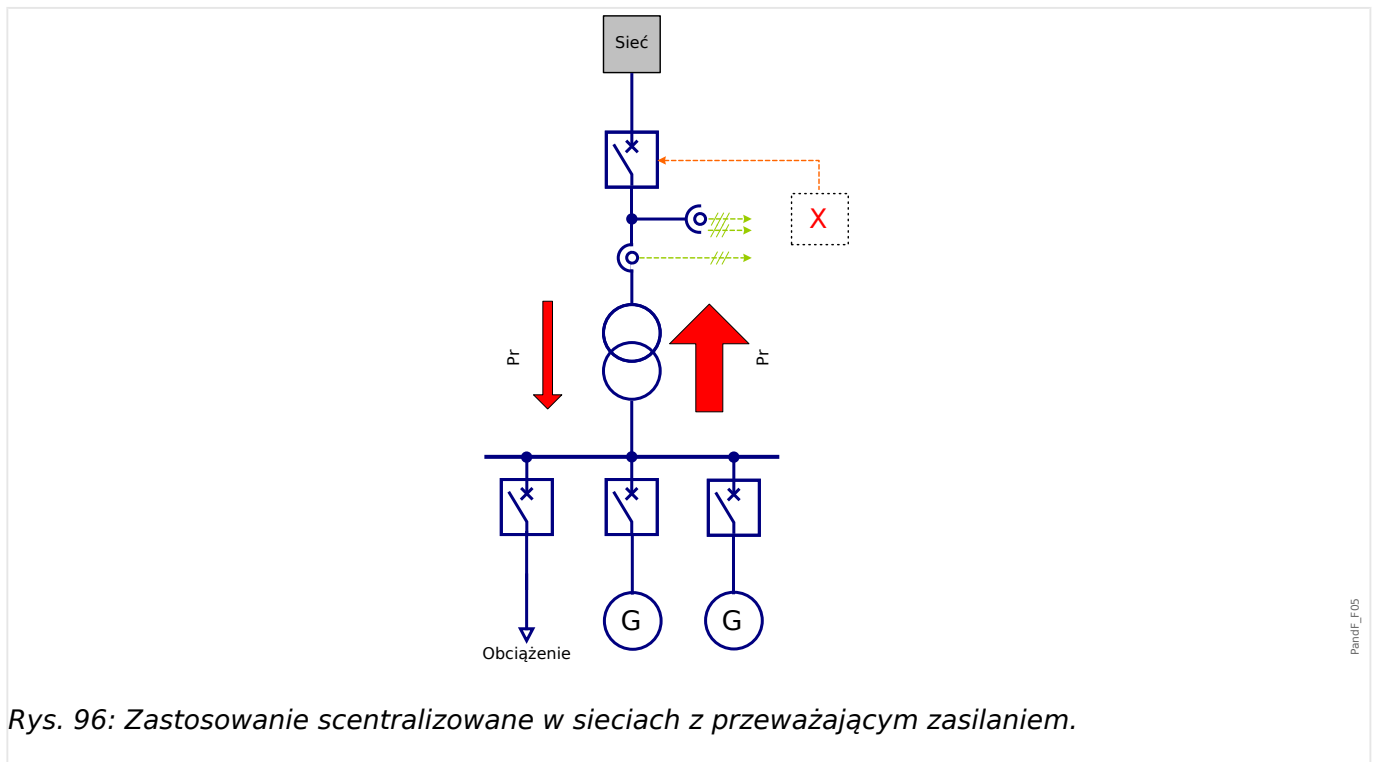 Sieć
X
Pr
Pr
G
G
Obciążenie
PandF_F05
Rys. 96: Zastosowanie scentralizowane w sieciach z przeważającym zasilaniem.